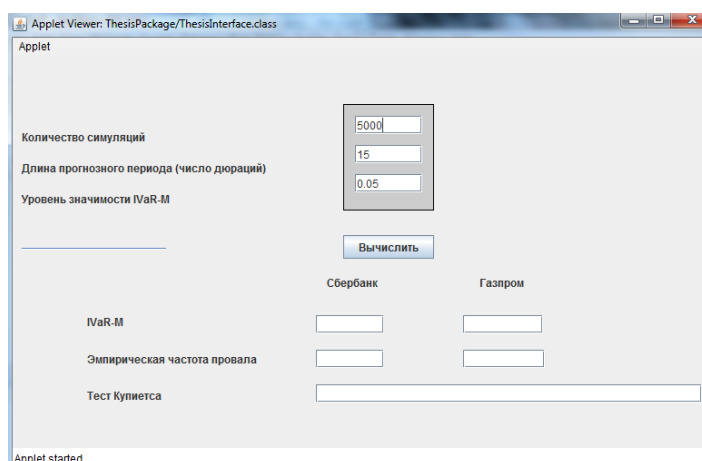 Applet Viewer: ThesisPackage/ThesisInterface.class
Applet
Количество симуляций
5000
Длина прогнозного периода (число дюраций)
15
Уровень значимости IVaR-M
0.05
Вычислить
Сбербанк Газпром
IVaR-M
Эмпирическая частота провала
Тест Купиетса
Applet started